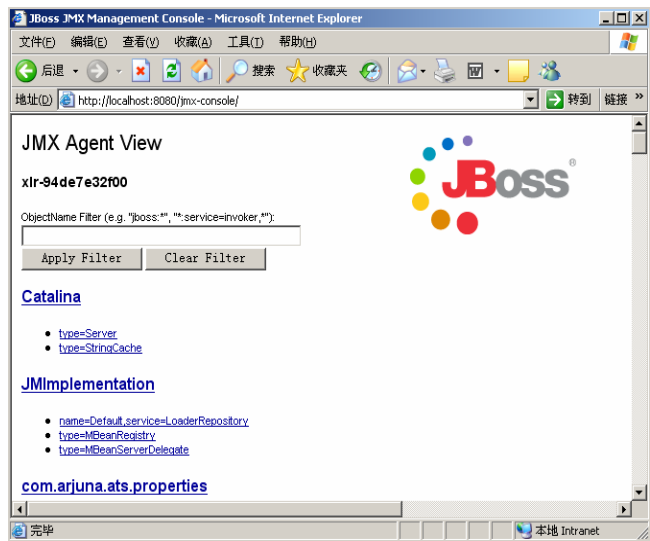 JBoss JMX Management Console - Microsoft Internet Explorer
文件(F) 编辑(E) 查看(V) 收藏(A) 工具(T) 帮助(H)
后退 搜索 收藏夹
地址(D) http://localhost:8080/jmx-console/ 转到 链接 »
JMX Agent View
JBoss®
xlr-94de7e32f00
ObjectName Filter (e.g. "jboss:*", "*:service=invoker,*"):
Apply Filter Clear Filter
Catalina
type=Server
type=StringCache
JMImplementation
name=Default,service=LoaderRepository
type=MBeanRegistry
type=MBeanServerDelegate
com.arjuna.ats.properties
完毕 本地 Intranet